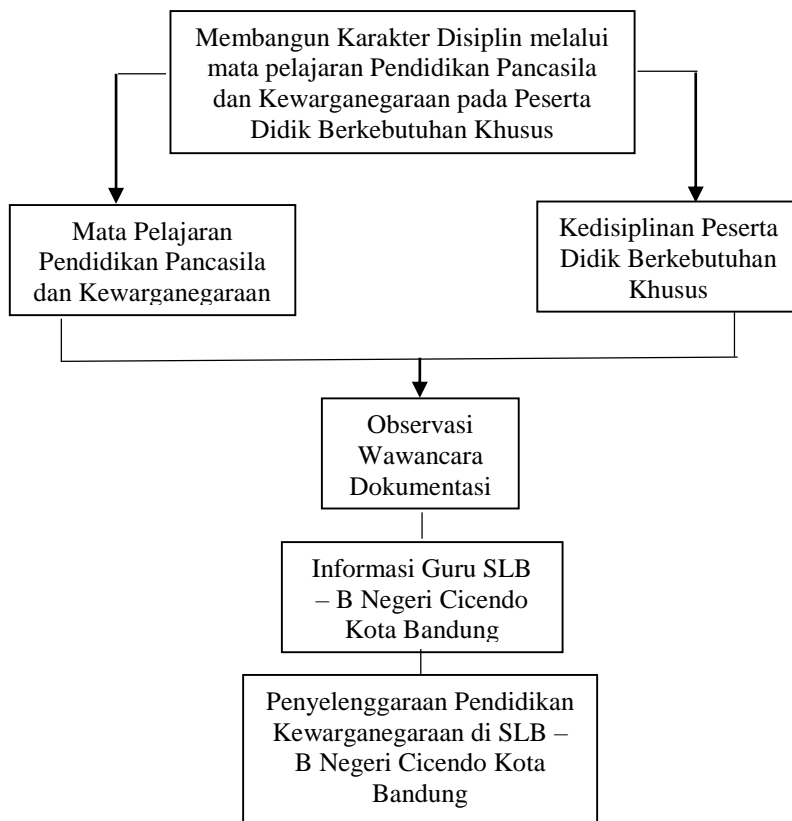 Membangun Karakter Disiplin melalui
mata pelajaran Pendidikan Pancasila
dan Kewarganegaraan pada Peserta
Didik Berkebutuhan Khusus
Mata Pelajaran
Pendidikan Pancasila
dan Kewarganegaraan
Kedisiplinan Peserta
Didik Berkebutuhan
Khusus
Observasi
Wawancara
Dokumentasi
Informasi Guru SLB
– B Negeri Cicendo
Kota Bandung
Penyelenggaraan Pendidikan
Kewarganegaraan di SLB –
B Negeri Cicendo Kota
Bandung